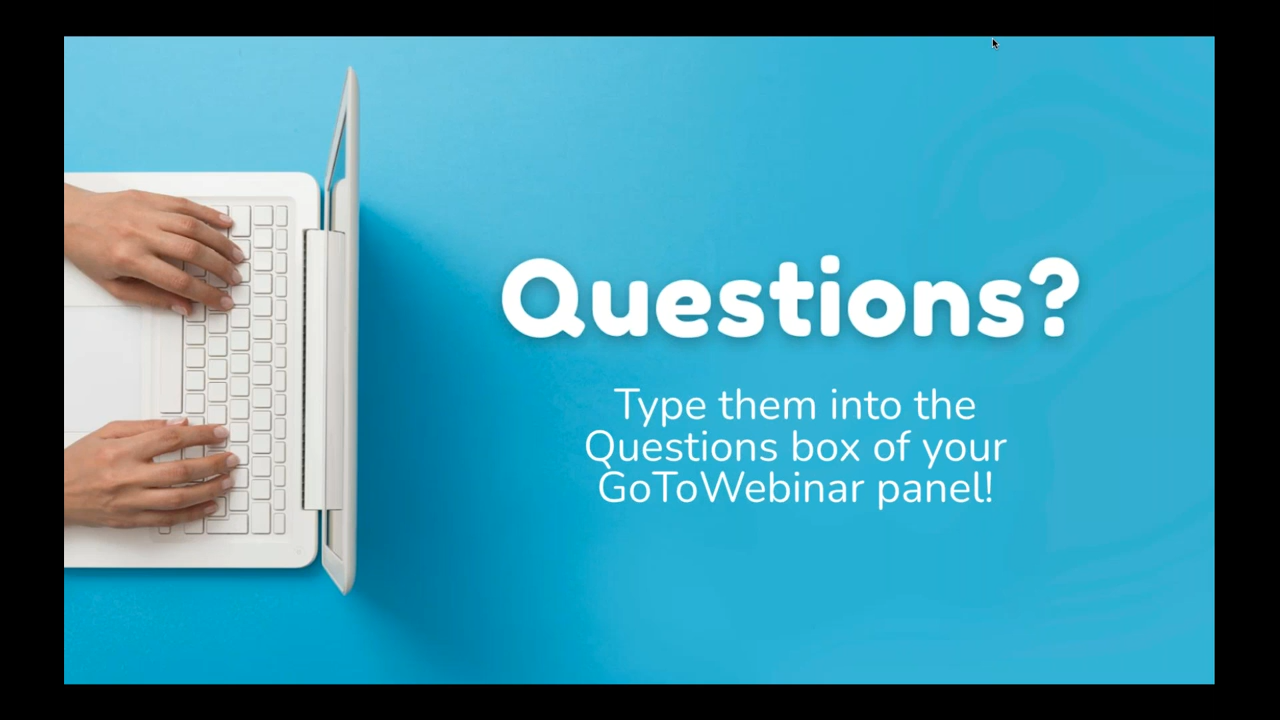 Questions?
Type them into the
Questions box of your
GoToWebinar panel!